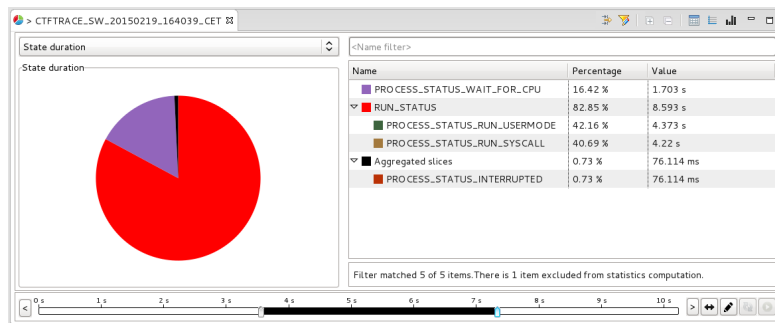 > CTFTRACE_SW_20150219_164039_CET
State duration
<Name filter>
State duration
Name Percentage Value
PROCESS_STATUS_WAIT_FOR_CPU 16.42 % 1.703 s
RUN_STATUS 82.85 % 8.593 s
PROCESS_STATUS_RUN_USERMODE 42.16 % 4.373 s
PROCESS_STATUS_RUN_SYSCALL 40.69 % 4.22 s
Aggregated slices 0.73 % 76.114 ms
PROCESS_STATUS_INTERRUPTED 0.73 % 76.114 ms
Filter matched 5 of 5 items.There is 1 item excluded from statistics computation.
< 0 s 1 s 2 s 3 s 4 s 5 s 6 s 7 s 8 s 9 s 10 s >